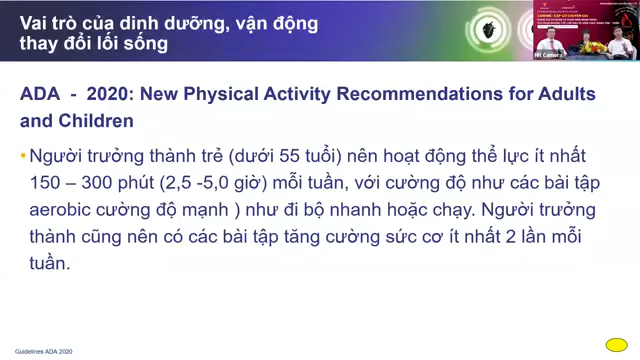 Vai trò của dinh dưỡng, vận động
thay đổi lối sống
HN Camera
ADA - 2020: New Physical Activity Recommendations for Adults
and Children
• Người trưởng thành trẻ (dưới 55 tuổi) nên hoạt động thể lực ít nhất
150 – 300 phút (2,5 -5,0 giờ) mỗi tuần, với cường độ như các bài tập
aerobic cường độ mạnh ) như đi bộ nhanh hoặc chạy. Người trưởng
thành cũng nên có các bài tập tăng cường sức cơ ít nhất 2 lần mỗi
tuần.
Guidelines ADA 2020